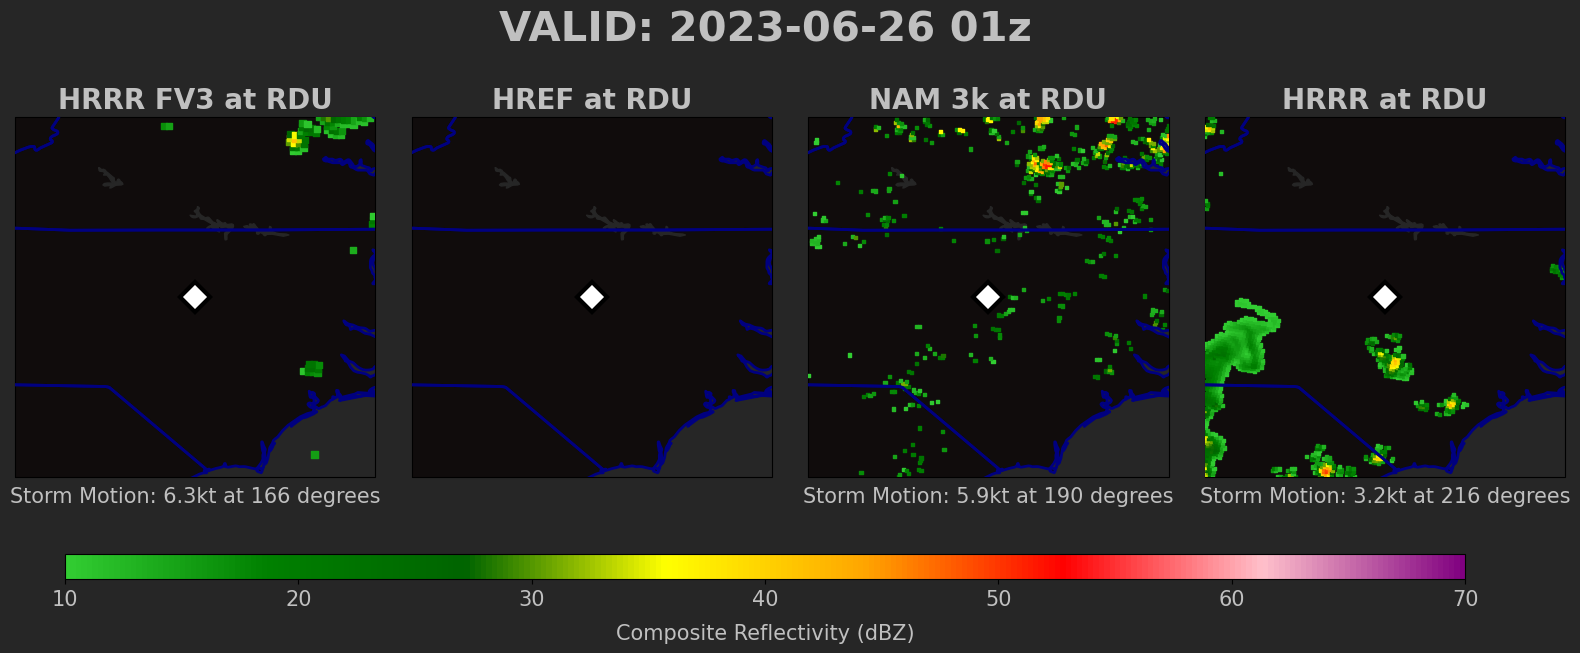 VALID: 2023-06-26 01z
HRRR FV3 at RDU
HREF at RDU
NAM 3k at RDU
HRRR at RDU
Storm Motion: 6.3kt at 166 degrees
Storm Motion: 5.9kt at 190 degrees
Storm Motion: 3.2kt at 216 degrees
10 20 30 40 50 60 70
Composite Reflectivity (dBZ)